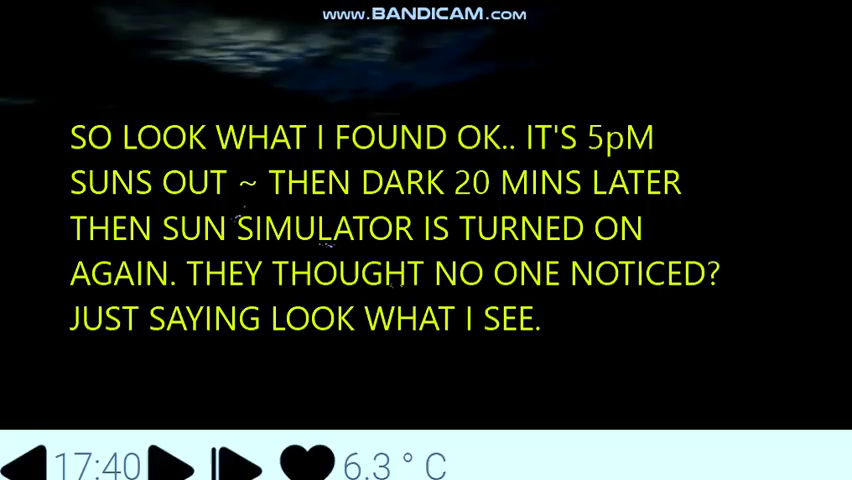 www.BANDICAM.com
SO LOOK WHAT I FOUND OK.. IT'S 5pM
SUNS OUT ~ THEN DARK 20 MINS LATER
THEN SUN SIMULATOR IS TURNED ON
AGAIN. THEY THOUGHT NO ONE NOTICED?
JUST SAYING LOOK WHAT I SEE.
17:40 6.3 ° C